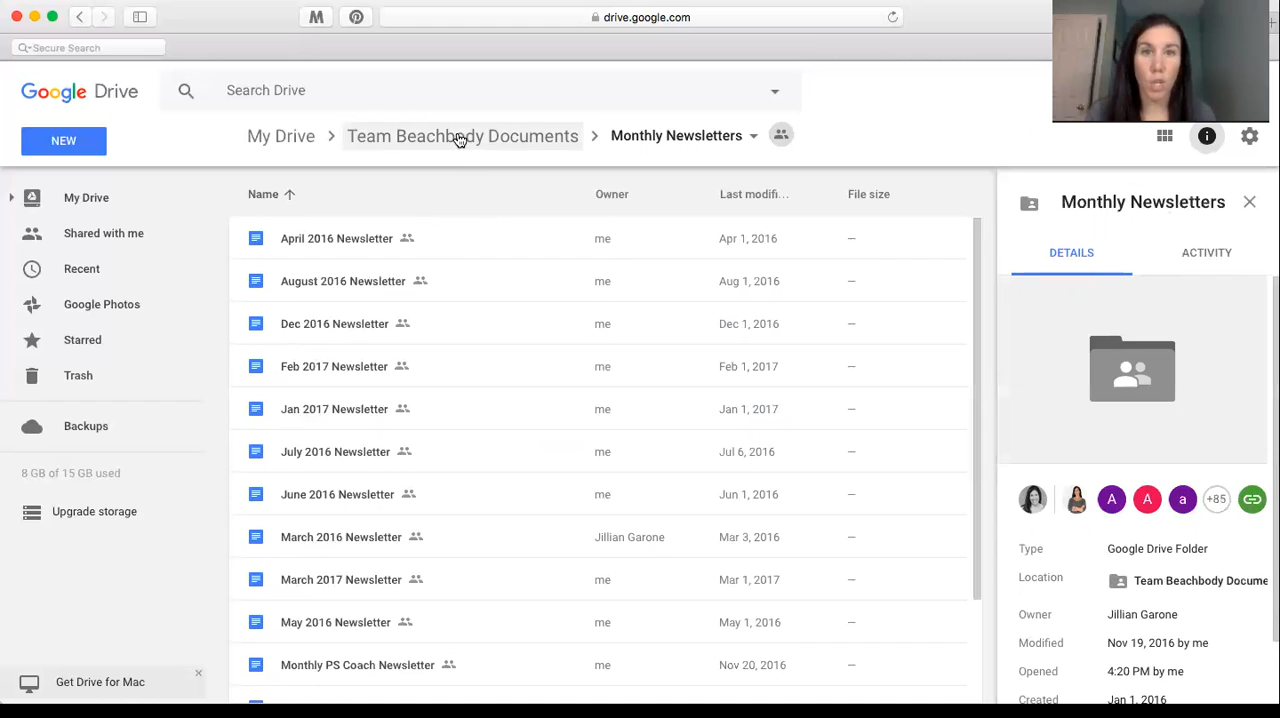 drive.google.com
Secure Search
Google Drive
Search Drive
NEW
My Drive > Team Beachbody Documents > Monthly Newsletters
My Drive
Shared with me
Recent
Google Photos
Starred
Trash
Backups
8 GB of 15 GB used
Upgrade storage
Get Drive for Mac
Name Owner Last modifi… File size
April 2016 Newsletter me Apr 1, 2016 –
August 2016 Newsletter me Aug 1, 2016 –
Dec 2016 Newsletter me Dec 1, 2016 –
Feb 2017 Newsletter me Feb 1, 2017 –
Jan 2017 Newsletter me Jan 1, 2017 –
July 2016 Newsletter me Jul 6, 2016 –
June 2016 Newsletter me Jun 1, 2016 –
March 2016 Newsletter Jillian Garone Mar 3, 2016 –
March 2017 Newsletter me Mar 1, 2017 –
May 2016 Newsletter me May 1, 2016 –
Monthly PS Coach Newsletter me Nov 20, 2016 –
Monthly Newsletters
DETAILS ACTIVITY
A A a +85
Type Google Drive Folder
Location Team Beachbody Docume
Owner Jillian Garone
Modified Nov 19, 2016 by me
Opened 4:20 PM by me
Created Jan 1, 2016